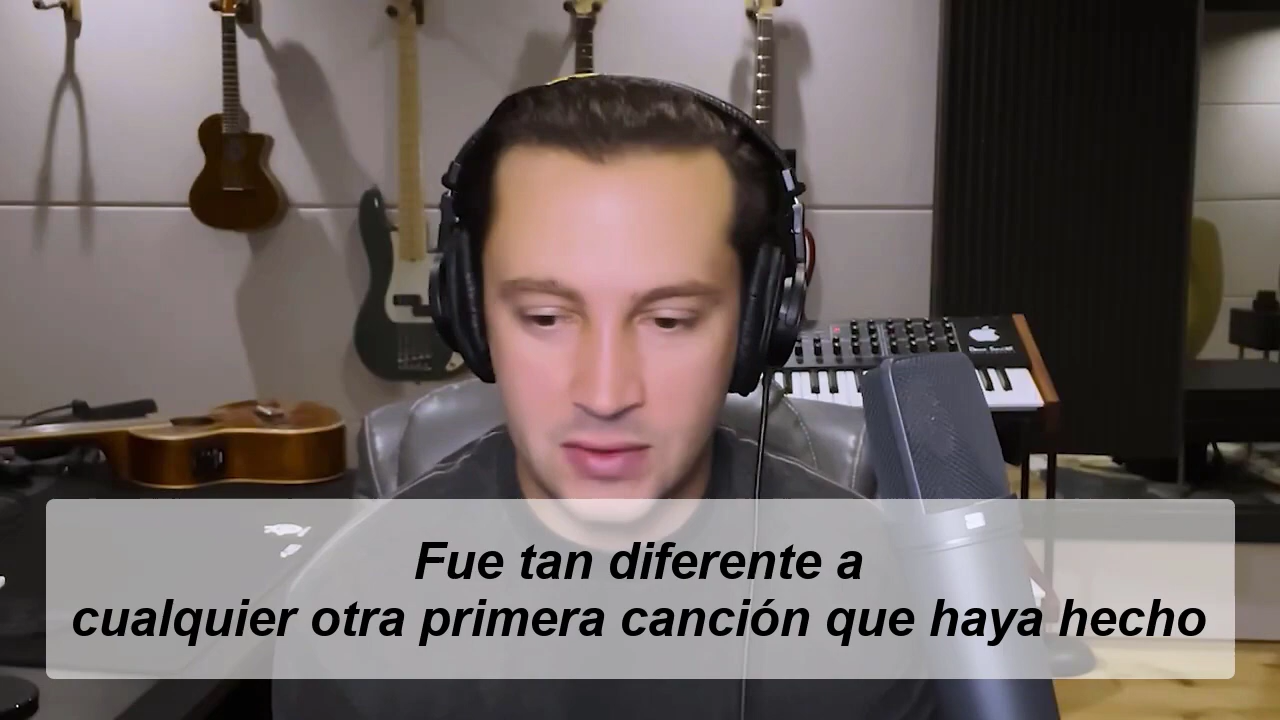 Fue tan diferente a
cualquier otra primera canción que haya hecho